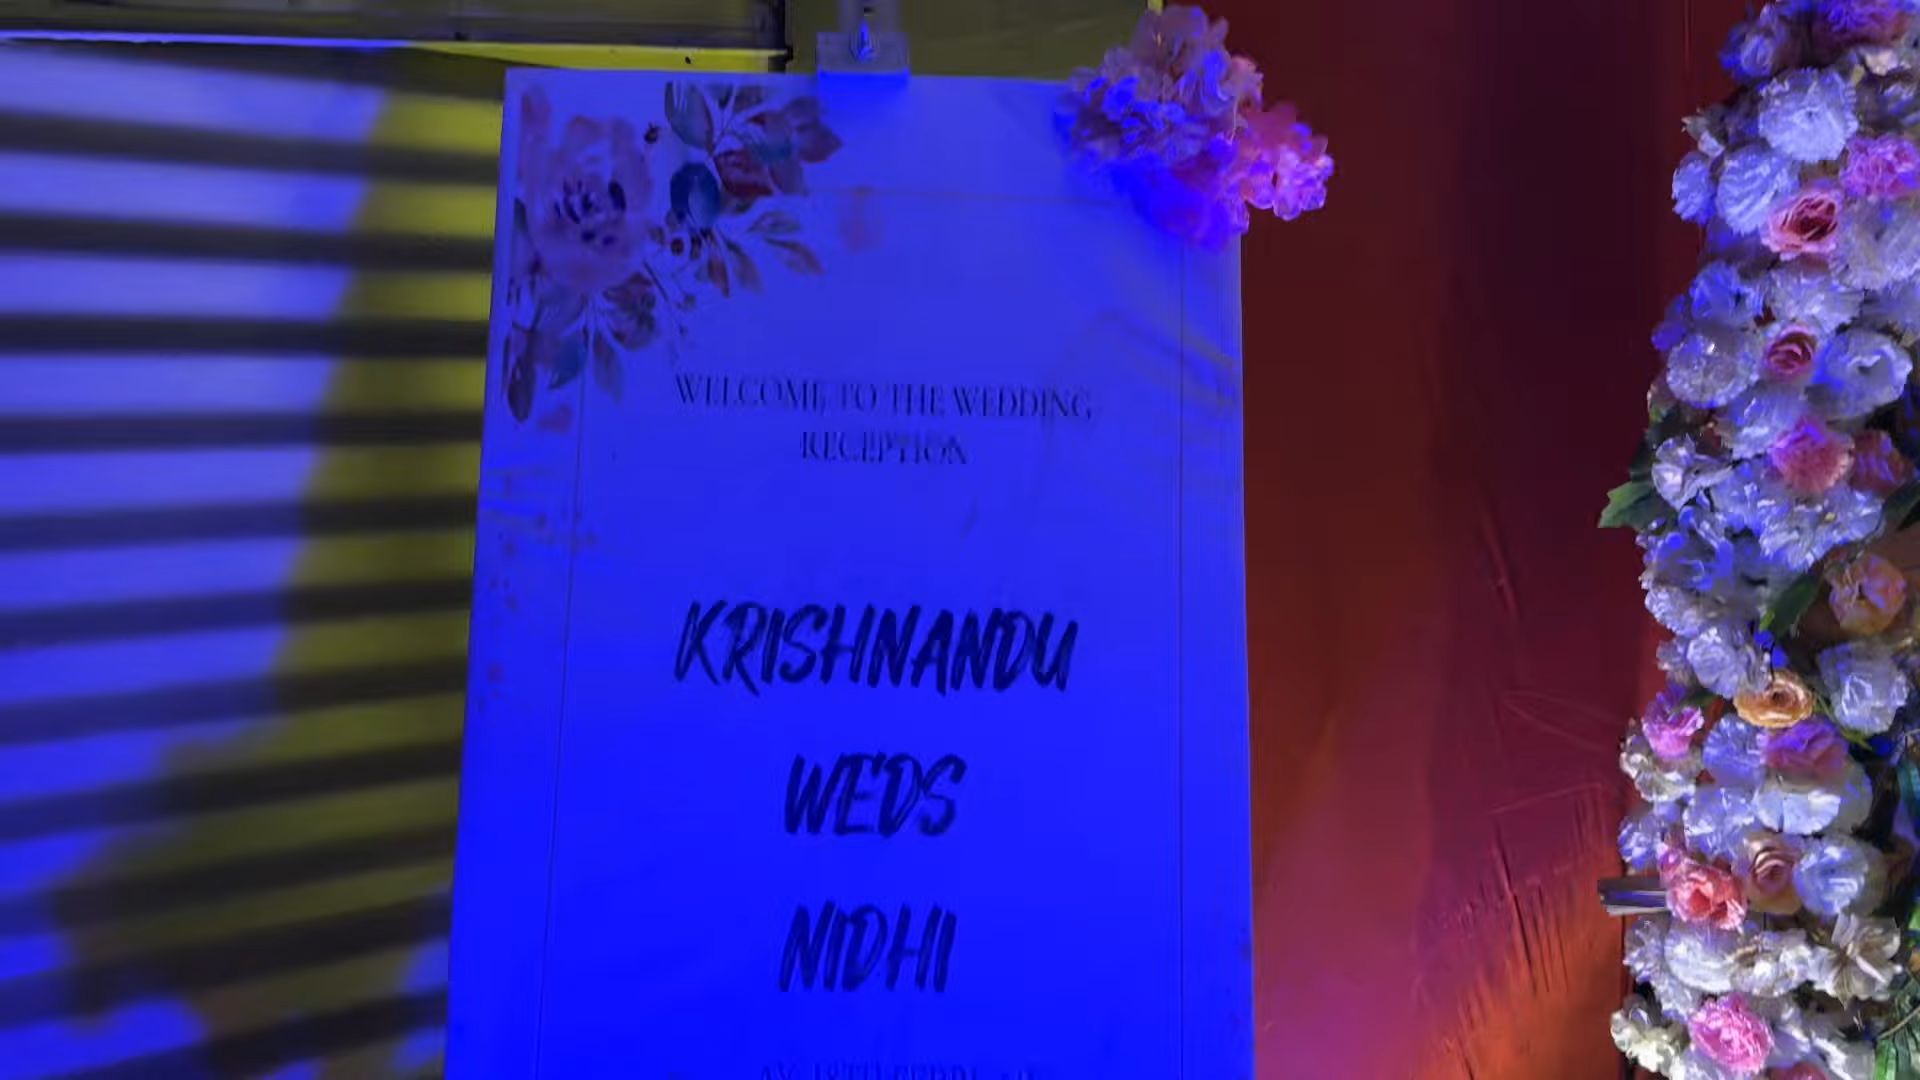 WELCOME TO THE WEDDING
RECEPTION
KRISHNANDU
WEDS
NIDHI